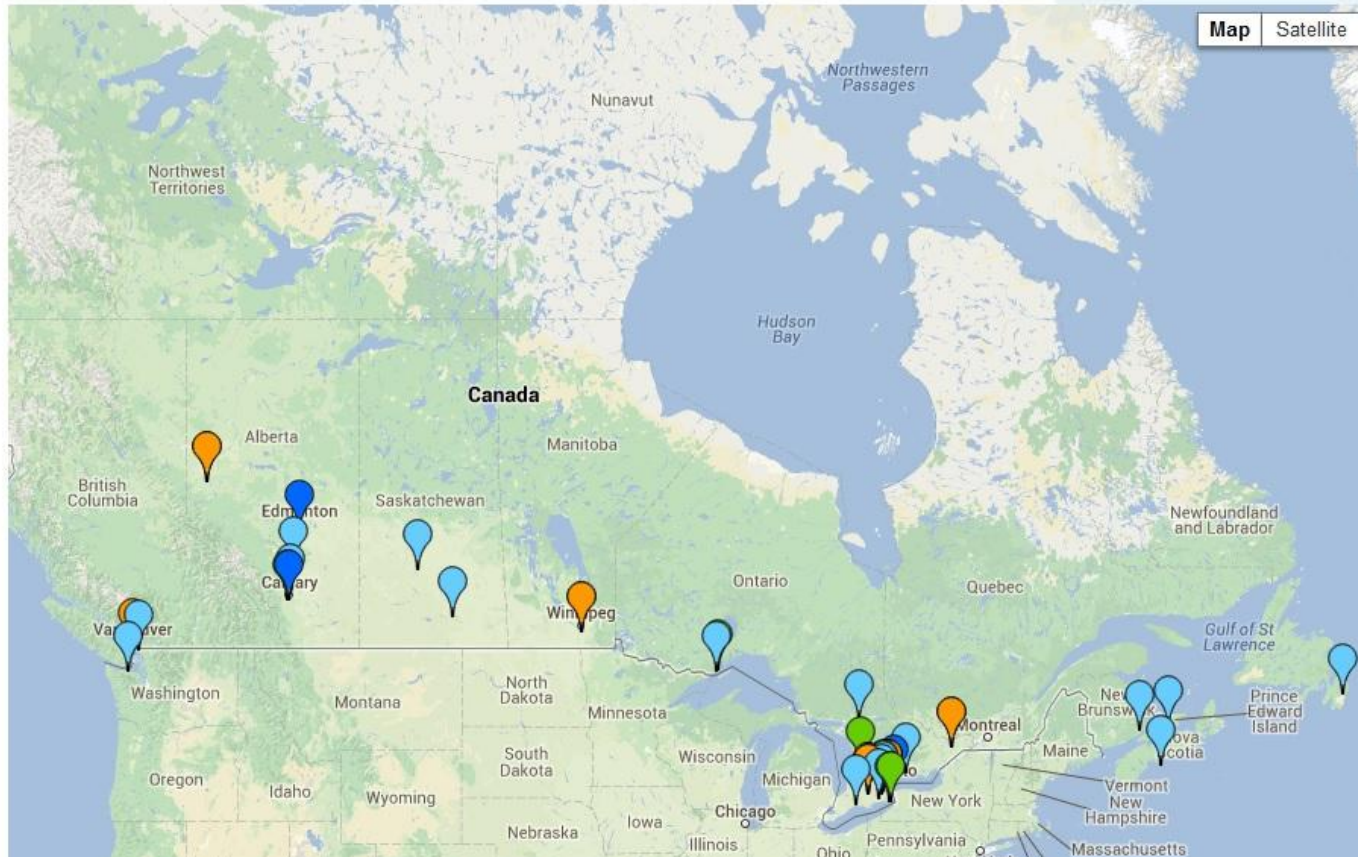 Map
Satellite
Northwestern
Passages
Nunavut
Northwest
Territories
Hudson
Bay
Canada
Alberta
Manitoba
British
Columbia
Saskatchewan
Edmonton
Newfoundland
and Labrador
Ontario
Quebec
Gulf of St
Lawrence
Washington
Montana
North
Dakota
Minnesota
Prince
Edward
Island
Montreal
Maine
Wisconsin
South
Dakota
Michigan
Oregon
Idaho
Wyoming
Vermont
New
Hampshire
Massachusetts
New York
Iowa
Chicago
Nebraska
Illinois
Ohio
Pennsylvania